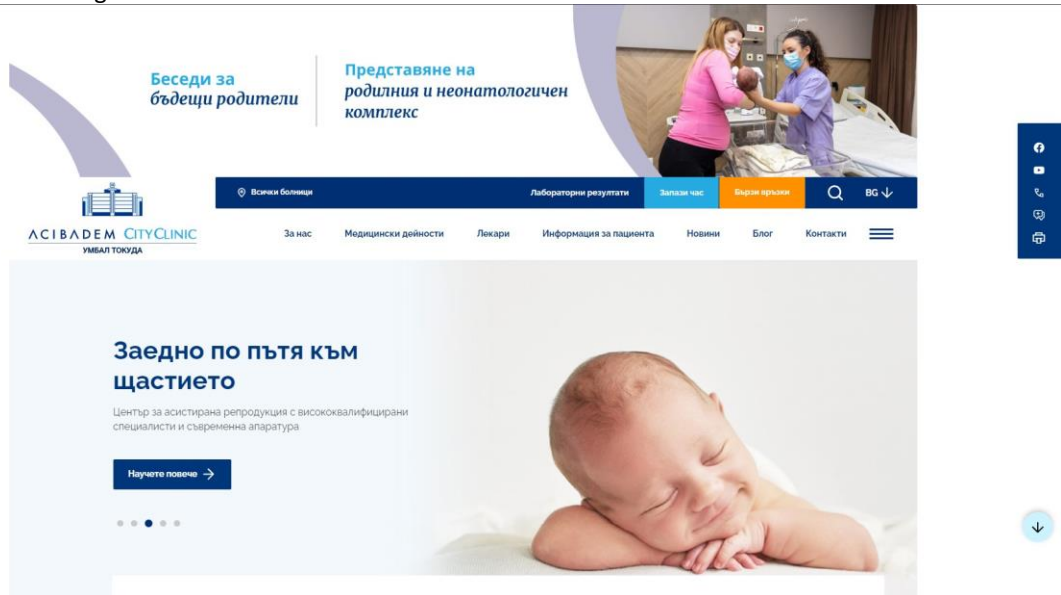 Беседи за
бъдещи родители
Представяне на
родилния и неонатологичен
комплекс
Всички болници
Лабораторни резултати
Запази час
Бързи връзки
BG
ACIBADEM CITYCLINIC
УМБАЛ ТОКУДА
За нас
Медицински дейности
Лекари
Информация за пациента
Новини
Блог
Контакти
Заедно по пътя към
щастието
Център за асистирана репродукция с висококвалифицирани
специалисти и съвременна апаратура
Научете повече